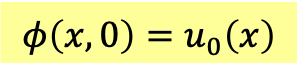 ϕ(x, 0) = u₀(x)